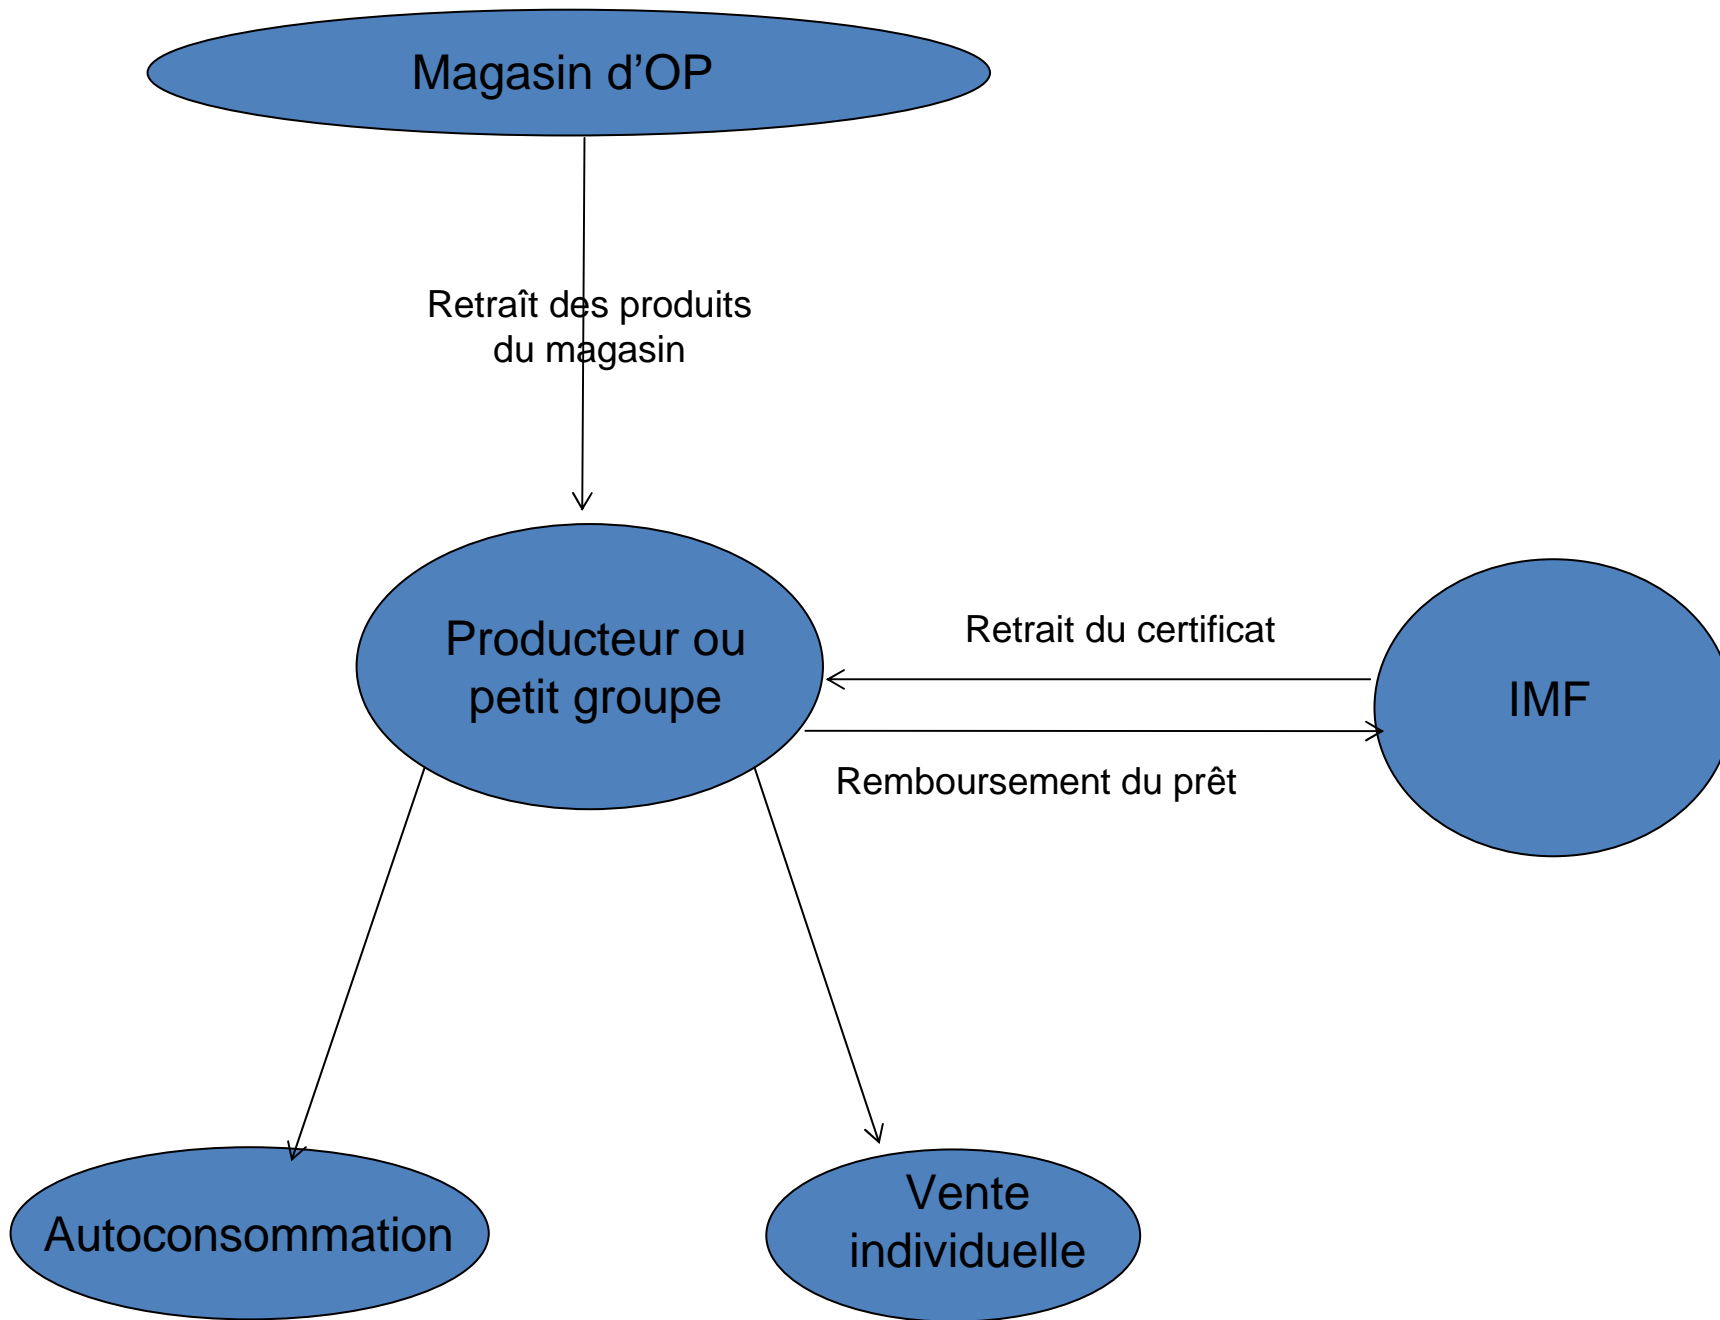 Magasin d’OP
Retraît des produits
du magasin
Producteur ou
petit groupe
Retrait du certificat
IMF
Remboursement du prêt
Autoconsommation
Vente
individuelle